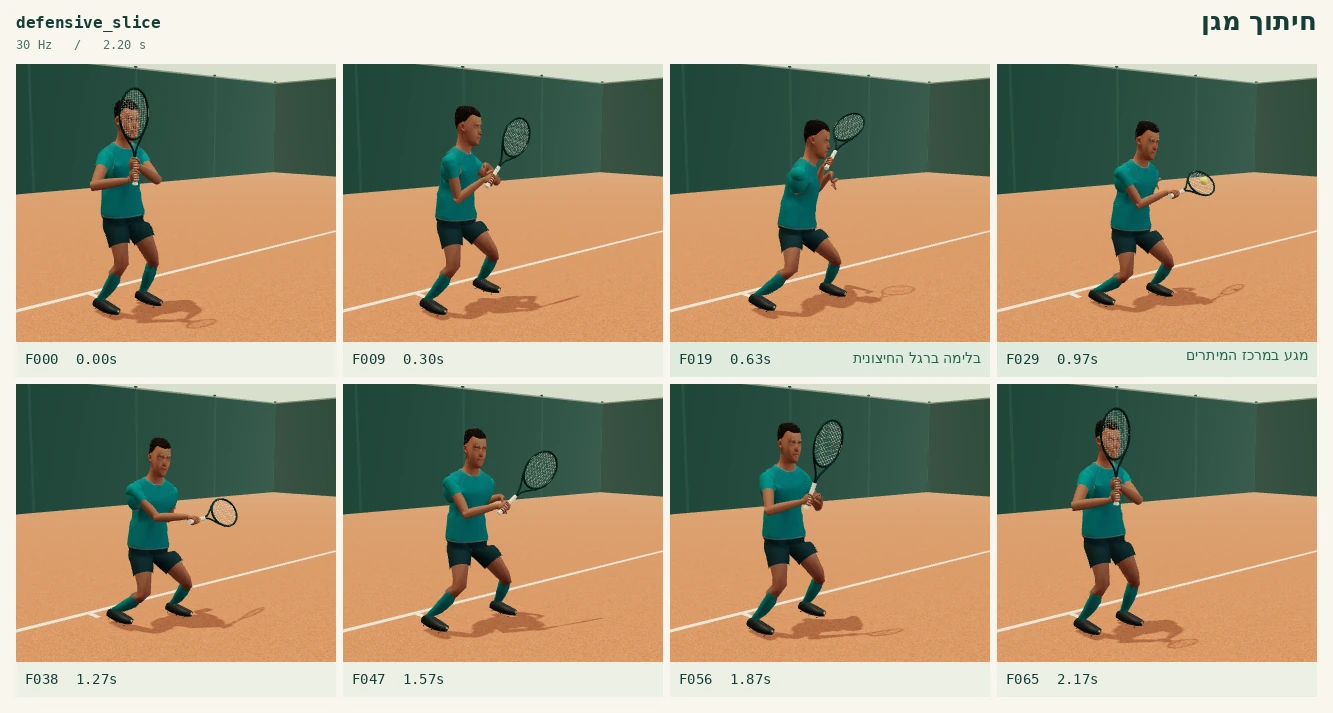 defensive_slice
חיתוך מגן
30 Hz / 2.20 s
F000 0.00s
F009 0.30s
F019 0.63s בלימה ברגל החיצונית
F029 0.97s מגע במרכז המיתרים
F038 1.27s
F047 1.57s
F056 1.87s
F065 2.17s